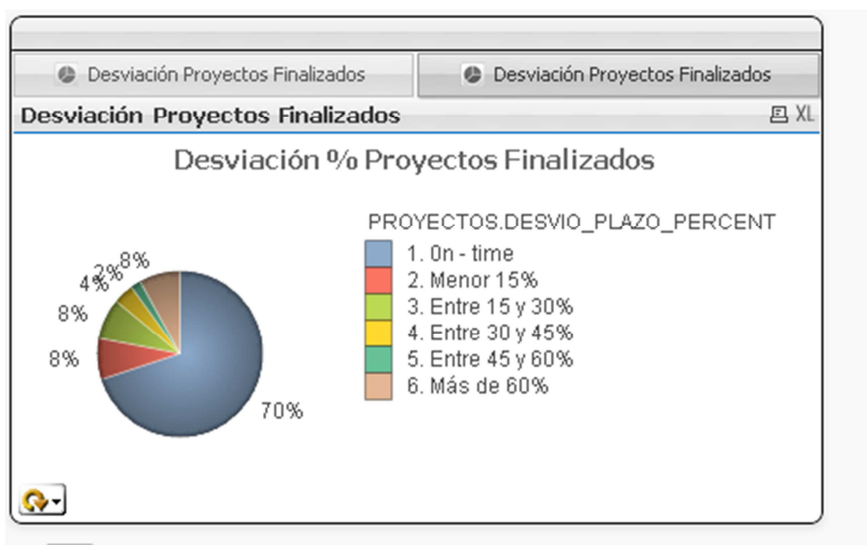 Desviación Proyectos Finalizados
Desviación Proyectos Finalizados
Desviación Proyectos Finalizados
XL
Desviación % Proyectos Finalizados
PROYECTOS.DESVIO_PLAZO_PERCENT
1. On - time
2. Menor 15%
3. Entre 15 y 30%
4. Entre 30 y 45%
5. Entre 45 y 60%
6. Más de 60%
8%
2%
4%
8%
8%
70%